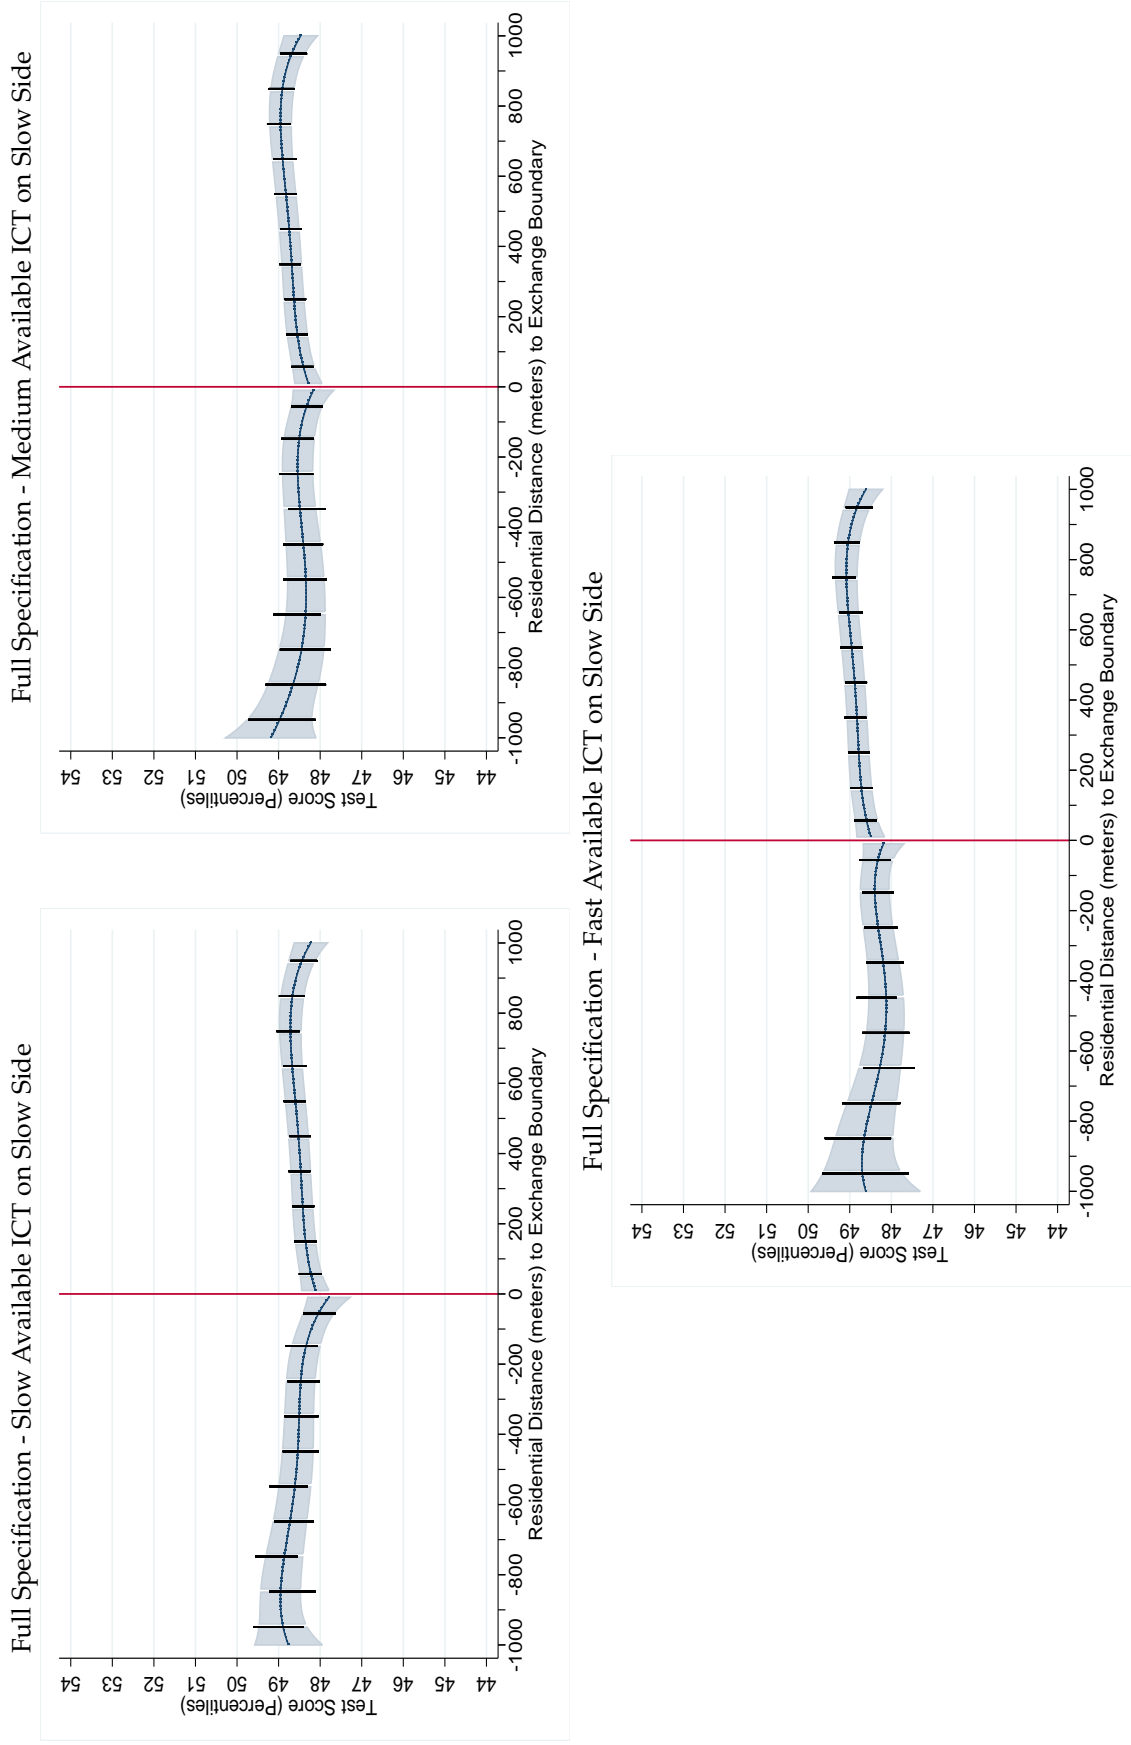 Full Specification - Slow Available ICT on Slow Side
54
53
52
51
50
49
48
47
46
45
44
Test Score (Percentiles)
-1000 -800 -600 -400 -200 0 200 400 600 800 1000
Residential Distance (meters) to Exchange Boundary
Full Specification - Medium Available ICT on Slow Side
54
53
52
51
50
49
48
47
46
45
44
Test Score (Percentiles)
-1000 -800 -600 -400 -200 0 200 400 600 800 1000
Residential Distance (meters) to Exchange Boundary
Full Specification - Fast Available ICT on Slow Side
54
53
52
51
50
49
48
47
46
45
44
Test Score (Percentiles)
-1000 -800 -600 -400 -200 0 200 400 600 800 1000
Residential Distance (meters) to Exchange Boundary